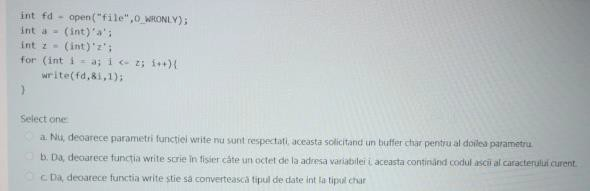 int fd = open("file",O_WRONLY);
int a = (int)'a';
int z = (int)'z';
for (int i = a; i <= z; i++){
write(fd,&i,1);
}
Select one:
a. Nu, deoarece parametri funcției write nu sunt respectați, aceasta solicitand un buffer char pentru al doilea parametru.
b. Da, deoarece funcția write scrie în fișier câte un octet de la adresa variabilei i, aceasta conținând codul ascii al caracterului curent.
c. Da, deoarece functia write știe să convertească tipul de date int la tipul char